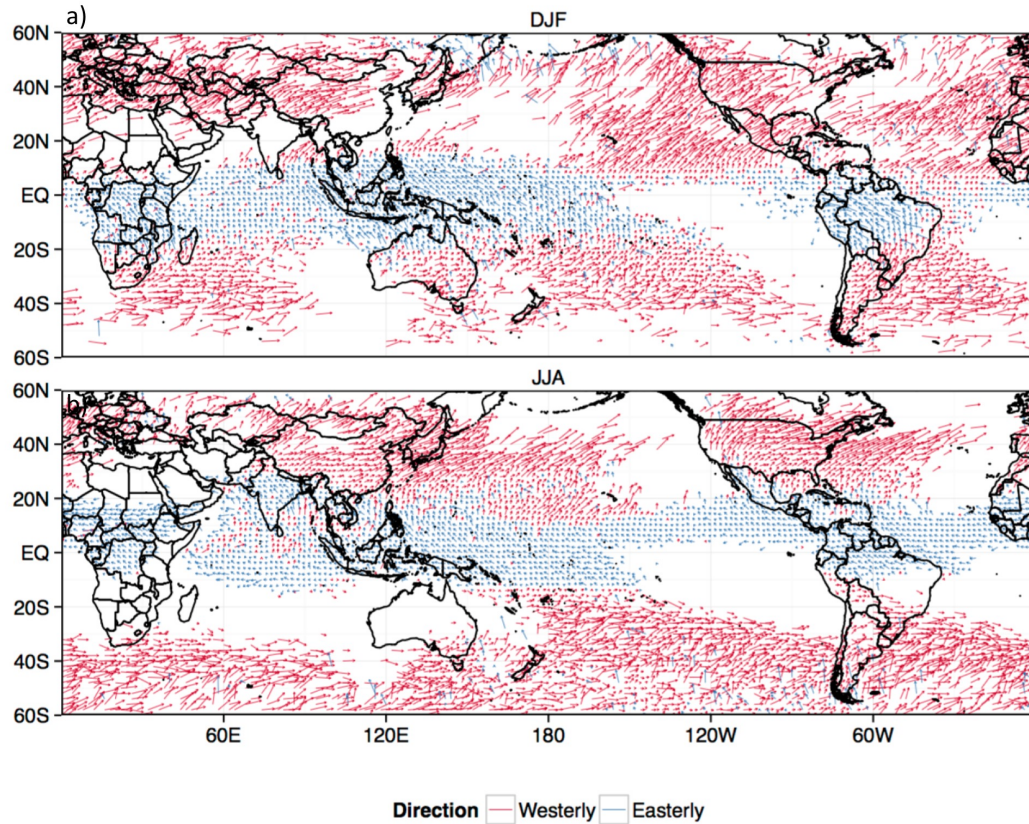 a)
DJF
60N
40N
20N
EQ
20S
40S
60S
JJA
b)
60N
40N
20N
EQ
20S
40S
60S
60E 120E 180 120W 60W
Direction Westerly Easterly